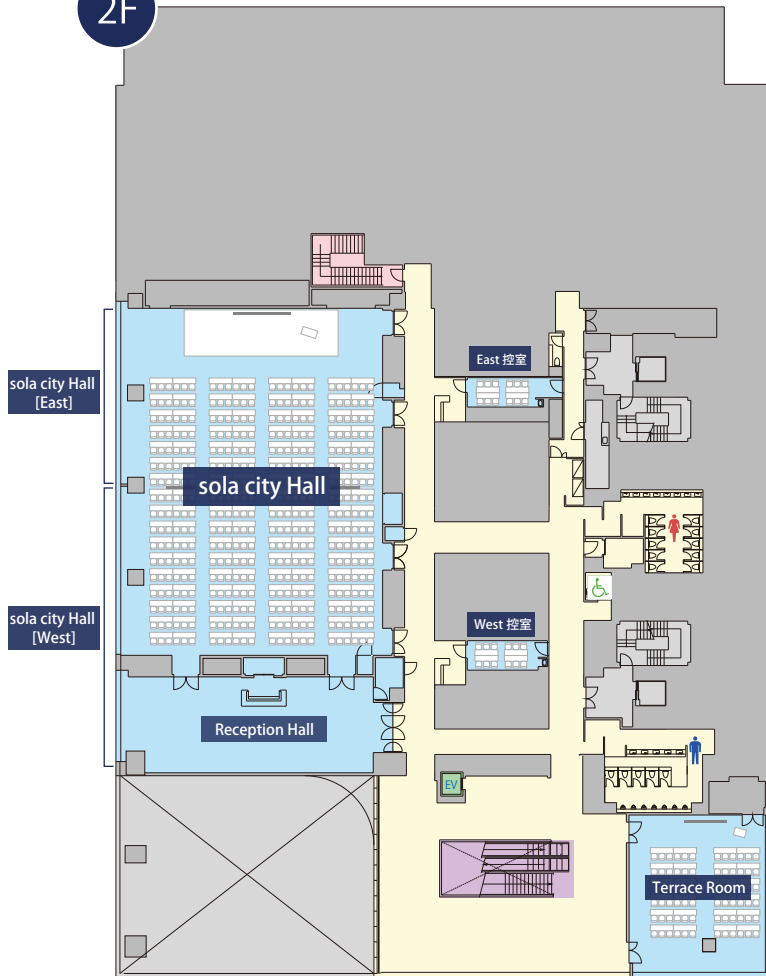 2F
East 控室
sola city Hall
[East]
sola city Hall
sola city Hall
[West]
West 控室
Reception Hall
EV
Terrace Room